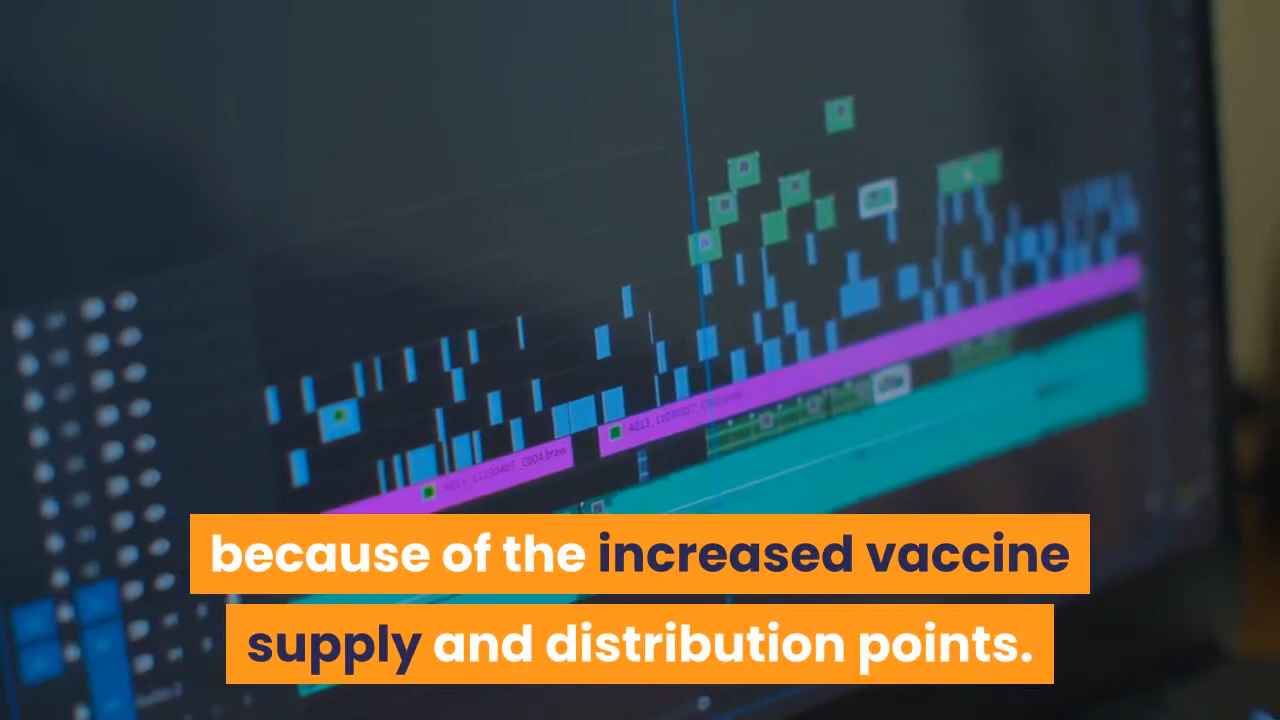 because of the increased vaccine
supply and distribution points.